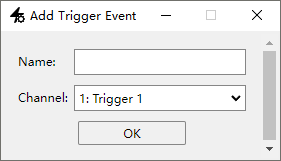 Add Trigger Event
Name:
Channel: 1: Trigger 1
OK